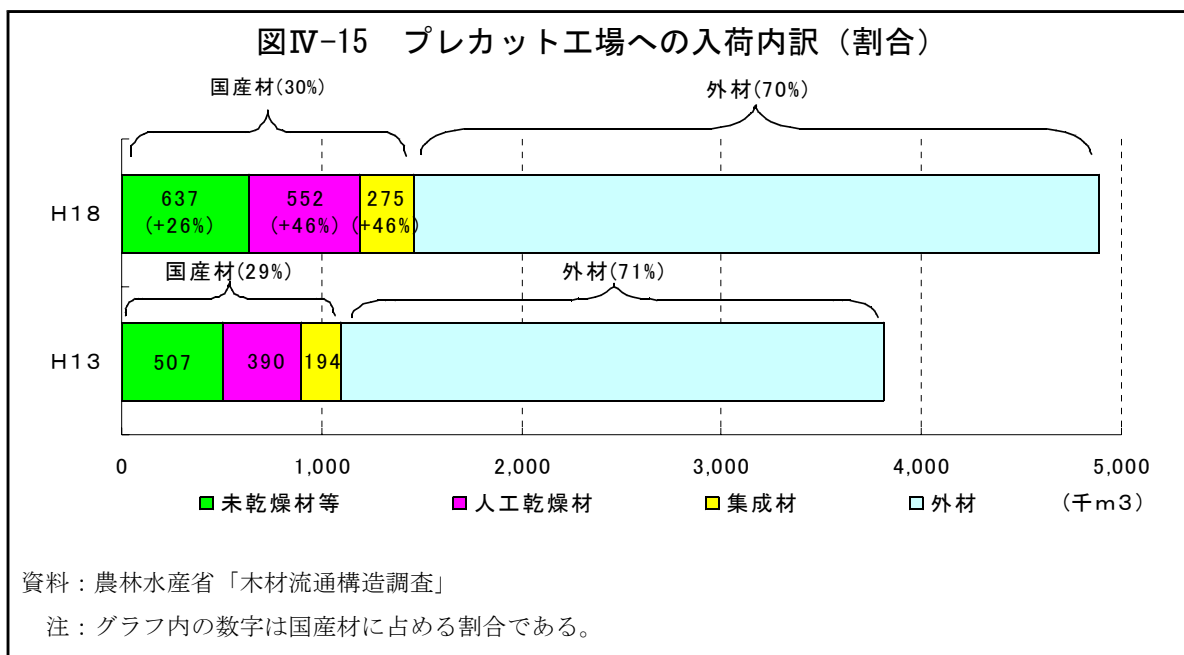 図Ⅳ-15　プレカット工場への入荷内訳（割合）
国産材(30%)
外材(70%)
H18
637
(+26%)
552
(+46%)
275
(+46%)
国産材(29%)
外材(71%)
H13
507
390
194
0
1,000
2,000
3,000
4,000
5,000
未乾燥材等
人工乾燥材
集成材
外材
(千m3)
資料：農林水産省「木材流通構造調査」
注：グラフ内の数字は国産材に占める割合である。